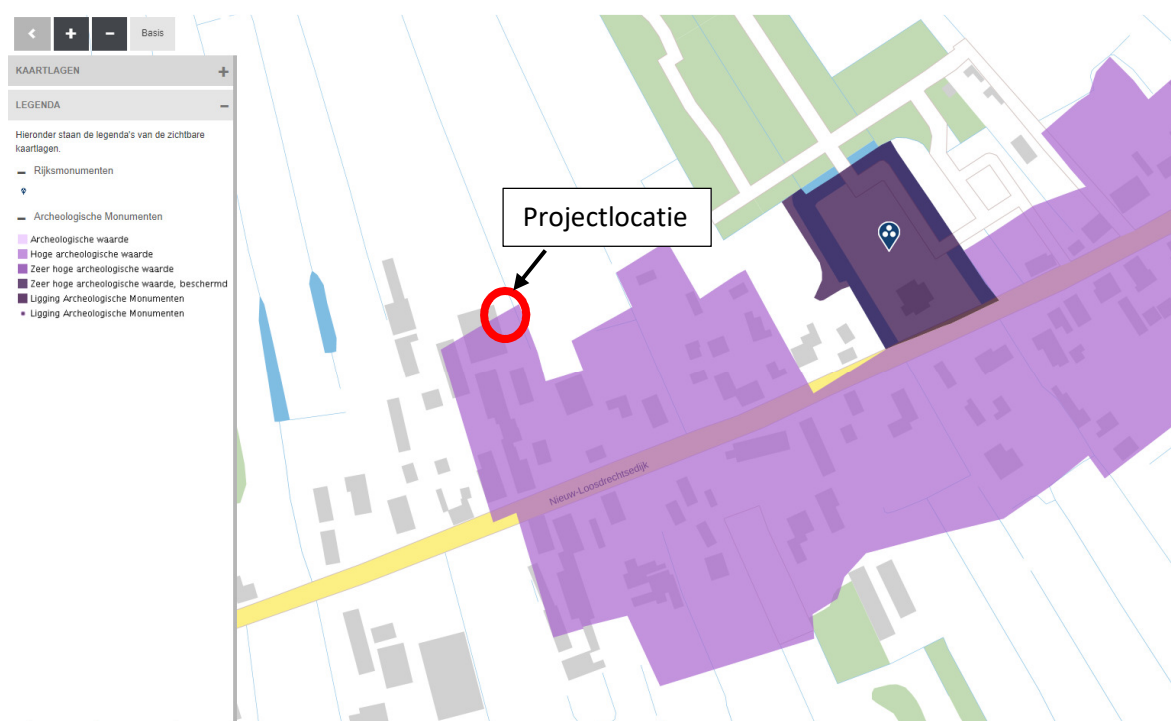 Basis
KAARTLAGEN
LEGENDA
Hieronder staan de legenda's van de zichtbare
kaartlagen.
Rijksmonumenten
Archeologische Monumenten
Archeologische waarde
Hoge archeologische waarde
Zeer hoge archeologische waarde
Zeer hoge archeologische waarde, beschermd
Ligging Archeologische Monumenten
Ligging Archeologische Monumenten
Projectlocatie
Nieuw-Loosdrechtsedijk